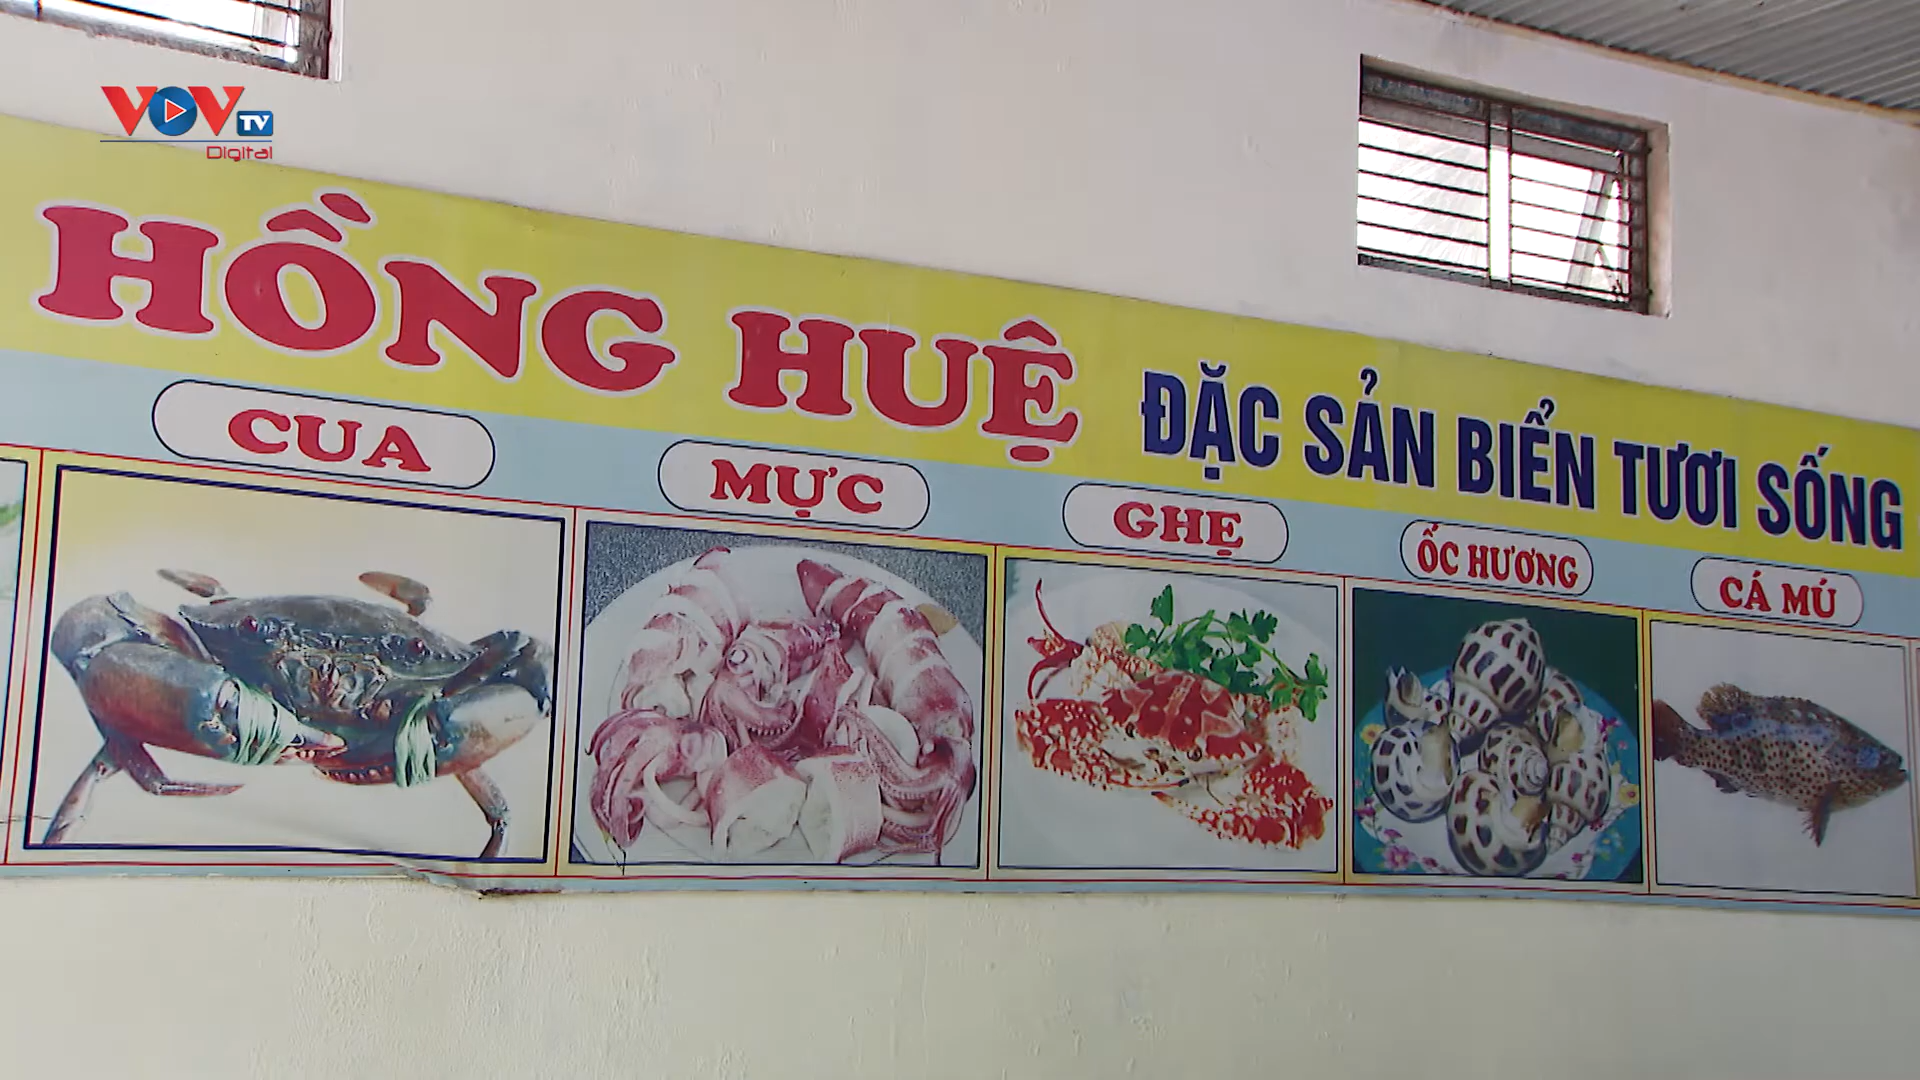 VOV TV
Digital
HỒNG HUỆ ĐẶC SẢN BIỂN TƯƠI SỐNG
CUA
MỰC
GHẸ
ỐC HƯƠNG
CÁ MÚ